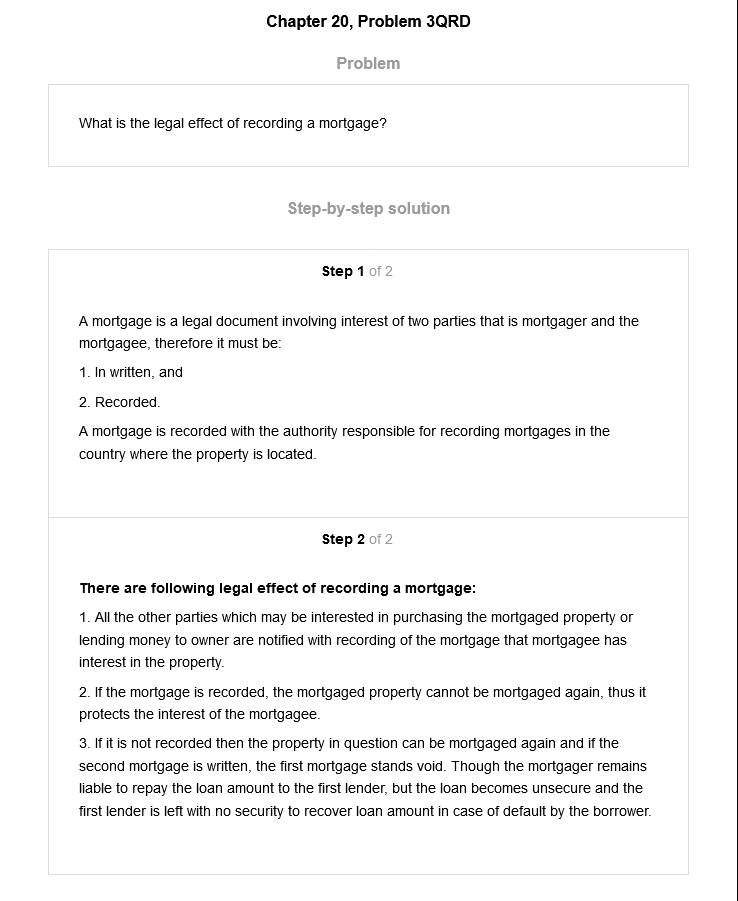 Chapter 20, Problem 3QRD
Problem
What is the legal effect of recording a mortgage?
Step-by-step solution
Step 1 of 2
A mortgage is a legal document involving interest of two parties that is mortgager and the
mortgagee, therefore it must be:
1. In written, and
2. Recorded.
A mortgage is recorded with the authority responsible for recording mortgages in the
country where the property is located.
Step 2 of 2
There are following legal effect of recording a mortgage:
1. All the other parties which may be interested in purchasing the mortgaged property or
lending money to owner are notified with recording of the mortgage that mortgagee has
interest in the property.
2. If the mortgage is recorded, the mortgaged property cannot be mortgaged again, thus it
protects the interest of the mortgagee.
3. If it is not recorded then the property in question can be mortgaged again and if the
second mortgage is written, the first mortgage stands void. Though the mortgager remains
liable to repay the loan amount to the first lender, but the loan becomes unsecure and the
first lender is left with no security to recover loan amount in case of default by the borrower.